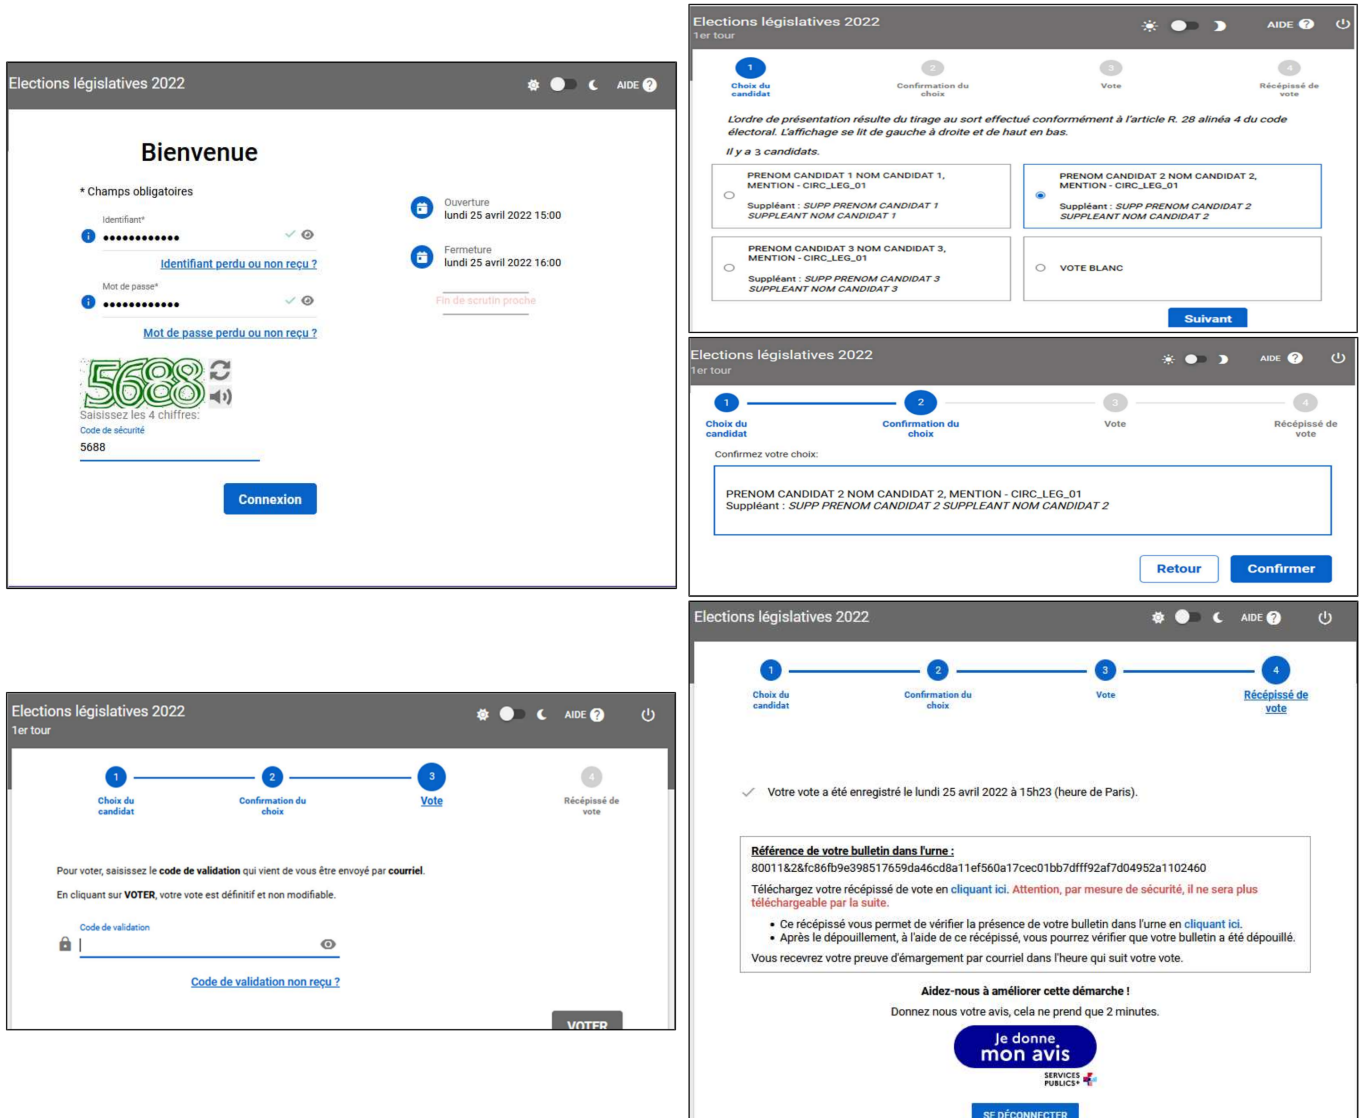 Elections législatives 2022
AIDE ?
Bienvenue
* Champs obligatoires
Identifiant*
i ••••••••••••
Identifiant perdu ou non reçu ?
Mot de passe*
i ••••••••••••
Mot de passe perdu ou non reçu ?
5688
Saisissez les 4 chiffres:
Code de sécurité
5688
Connexion
Ouverture
lundi 25 avril 2022 15:00
Fermeture
lundi 25 avril 2022 16:00
Fin de scrutin proche
Elections législatives 2022
1er tour
AIDE ?
1 2 3 4
Choix du candidat
Confirmation du choix
Vote
Récépissé de vote
L'ordre de présentation résulte du tirage au sort effectué conformément à l'article R. 28 alinéa 4 du code
électoral. L'affichage se lit de gauche à droite et de haut en bas.
Il y a 3 candidats.
PRENOM CANDIDAT 1 NOM CANDIDAT 1,
MENTION - CIRC_LEG_01
Suppléant : SUPP PRENOM CANDIDAT 1
SUPPLEANT NOM CANDIDAT 1
PRENOM CANDIDAT 2 NOM CANDIDAT 2,
MENTION - CIRC_LEG_01
Suppléant : SUPP PRENOM CANDIDAT 2
SUPPLEANT NOM CANDIDAT 2
PRENOM CANDIDAT 3 NOM CANDIDAT 3,
MENTION - CIRC_LEG_01
Suppléant : SUPP PRENOM CANDIDAT 3
SUPPLEANT NOM CANDIDAT 3
VOTE BLANC
Suivant
Elections législatives 2022
1er tour
AIDE ?
1 2 3 4
Choix du candidat
Confirmation du choix
Vote
Récépissé de vote
Confirmez votre choix:
PRENOM CANDIDAT 2 NOM CANDIDAT 2, MENTION - CIRC_LEG_01
Suppléant : SUPP PRENOM CANDIDAT 2 SUPPLEANT NOM CANDIDAT 2
Retour
Confirmer
Elections législatives 2022
1er tour
AIDE ?
1 2 3 4
Choix du candidat
Confirmation du choix
Vote
Récépissé de vote
Pour voter, saisissez le code de validation qui vient de vous être envoyé par courriel.
En cliquant sur VOTER, votre vote est définitif et non modifiable.
Code de validation
Code de validation non reçu ?
VOTER
Elections législatives 2022
AIDE ?
1 2 3 4
Choix du candidat
Confirmation du choix
Vote
Récépissé de vote
Votre vote a été enregistré le lundi 25 avril 2022 à 15h23 (heure de Paris).
Référence de votre bulletin dans l'urne :
80011&2&fc86fb9e398517659da46cd8a11ef560a17cec01bb7dfff92af7d04952a1102460
Téléchargez votre récépissé de vote en cliquant ici. Attention, par mesure de sécurité, il ne sera plus
téléchargeable par la suite.
• Ce récépissé vous permet de vérifier la présence de votre bulletin dans l'urne en cliquant ici.
• Après le dépouillement, à l'aide de ce récépissé, vous pourrez vérifier que votre bulletin a été dépouillé.
Vous recevrez votre preuve d'émargement par courriel dans l'heure qui suit votre vote.
Aidez-nous à améliorer cette démarche !
Donnez nous votre avis, cela ne prend que 2 minutes.
Je donne
mon avis
SERVICES
PUBLICS+
SE DÉCONNECTER